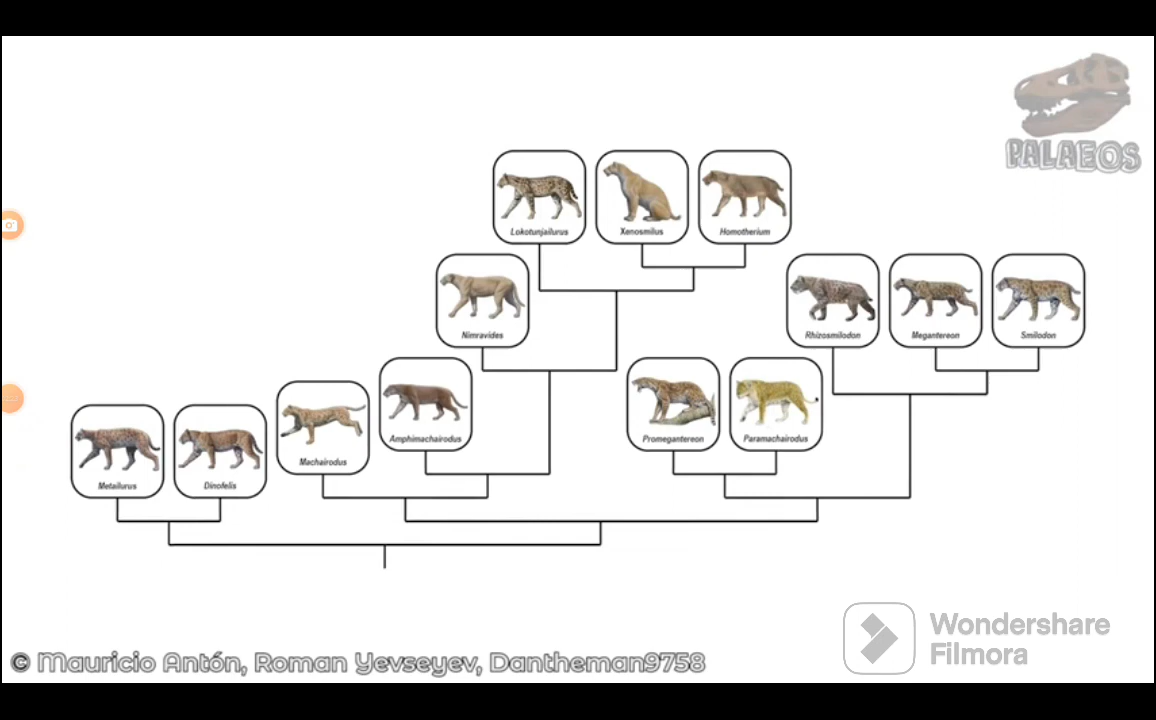 PALAEOS
Lokotunjailurus
Xenosmilus
Homotherium
Nimravides
Rhizosmilodon
Megantereon
Smilodon
Amphimachairodus
Promegantereon
Paramachairodus
Machairodus
Metailurus
Dinofelis
Wondershare
Filmora
© Mauricio Antón, Roman Yevseyev, Dantheman9758